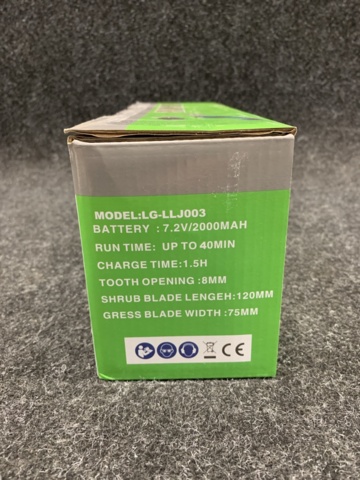 MODEL:LG-LLJ003
BATTERY : 7.2V/2000MAH
RUN TIME: UP TO 40MIN
CHARGE TIME:1.5H
TOOTH OPENING :8MM
SHRUB BLADE LENGEH:120MM
GRESS BLADE WIDTH :75MM
CE